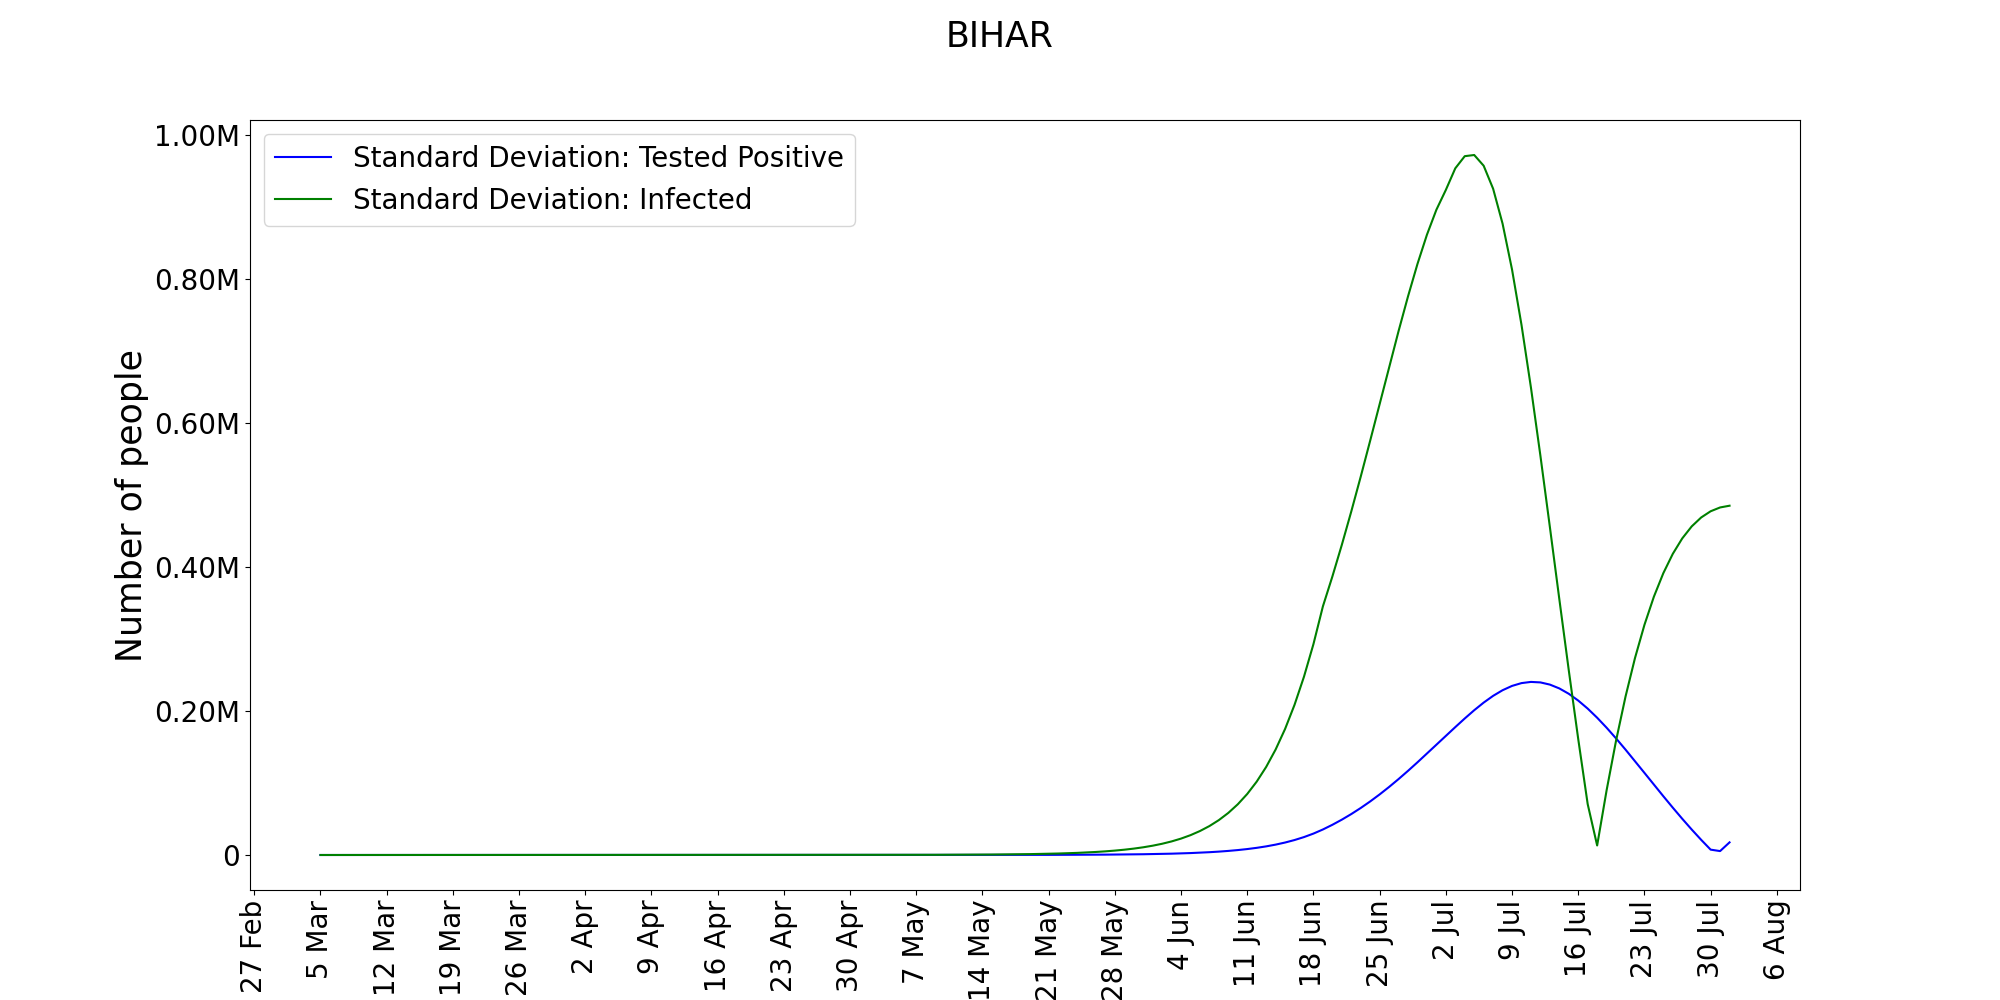 BIHAR
1.00M
0.80M
0.60M
0.40M
0.20M
0
Number of people
Standard Deviation: Tested Positive
Standard Deviation: Infected
27 Feb
5 Mar
12 Mar
19 Mar
26 Mar
2 Apr
9 Apr
16 Apr
23 Apr
30 Apr
7 May
14 May
21 May
28 May
4 Jun
11 Jun
18 Jun
25 Jun
2 Jul
9 Jul
16 Jul
23 Jul
30 Jul
6 Aug